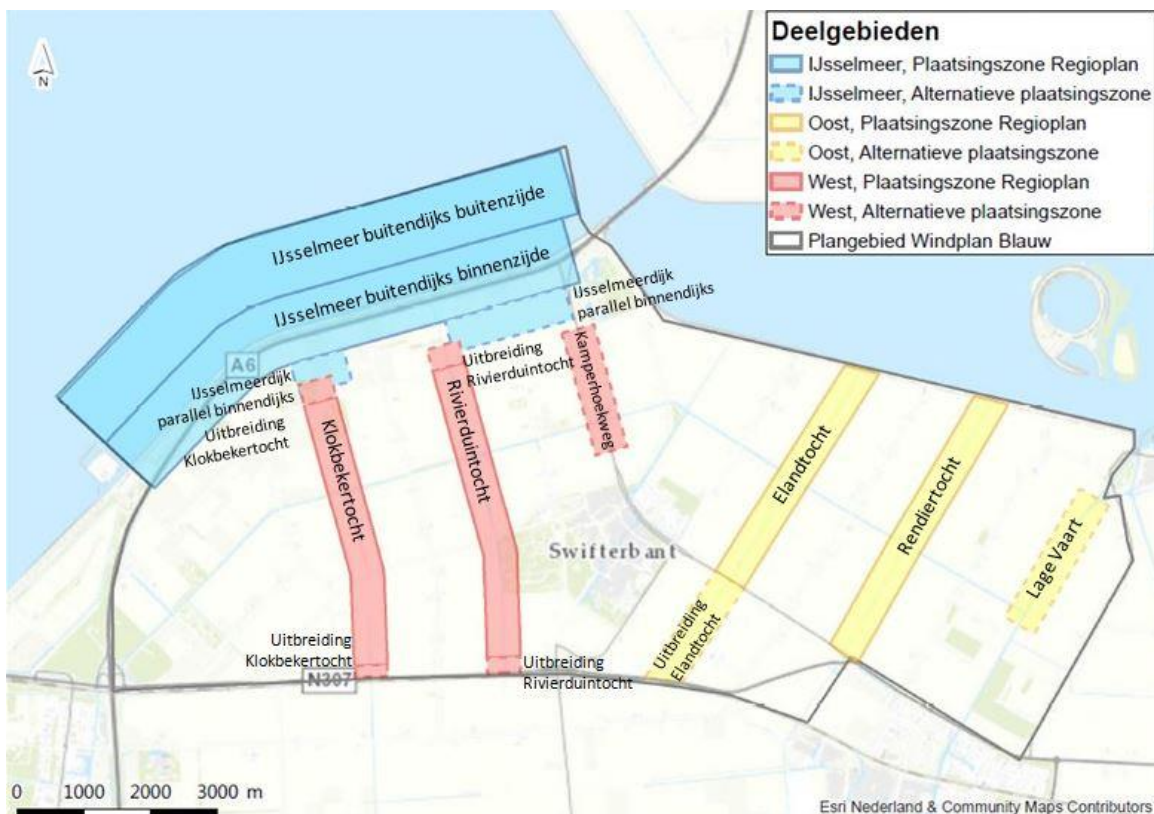 N
Deelgebieden
IJsselmeer, Plaatsingszone Regioplan
IJsselmeer, Alternatieve plaatsingszone
Oost, Plaatsingszone Regioplan
Oost, Alternatieve plaatsingszone
West, Plaatsingszone Regioplan
West, Alternatieve plaatsingszone
Plangebied Windplan Blauw
IJsselmeer buitendijks buitenzijde
IJsselmeer buitendijks binnenzijde
IJsselmeerdijk
parallel binnendijks
A6
IJsselmeerdijk
parallel binnendijks
Uitbreiding
Klokbekertocht
Uitbreiding
Rivierduintocht
Kamperhoekweg
Klokbekertocht
Rivierduintocht
Elandtocht
Rendiertocht
Lage Vaart
Swifterbant
Uitbreiding
Elandtocht
Uitbreiding
Klokbekertocht
Uitbreiding
Rivierduintocht
N307
0 1000 2000 3000 m
Esri Nederland & Community Maps Contributors